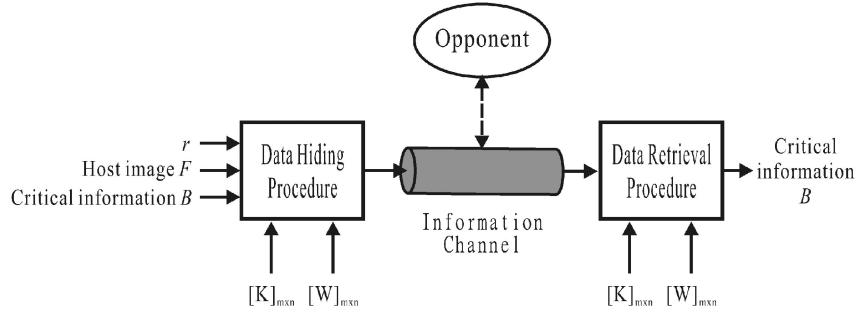 Opponent
r
Host image F
Critical information B
Data Hiding
Procedure
Information
Channel
Data Retrieval
Procedure
Critical
information
B
[K]mxn
[W]mxn
[K]mxn
[W]mxn